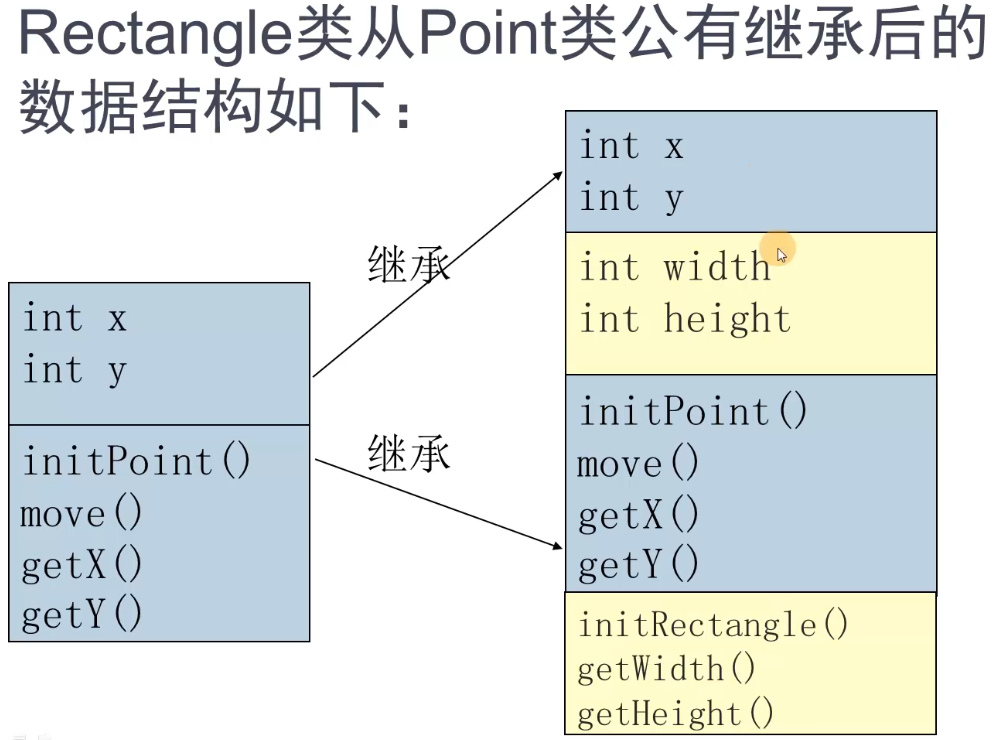 Rectangle类从Point类公有继承后的
数据结构如下：
int x
int y
initPoint()
move()
getX()
getY()
继承
继承
int x
int y
int width
int height
initPoint()
move()
getX()
getY()
initRectangle()
getWidth()
getHeight()